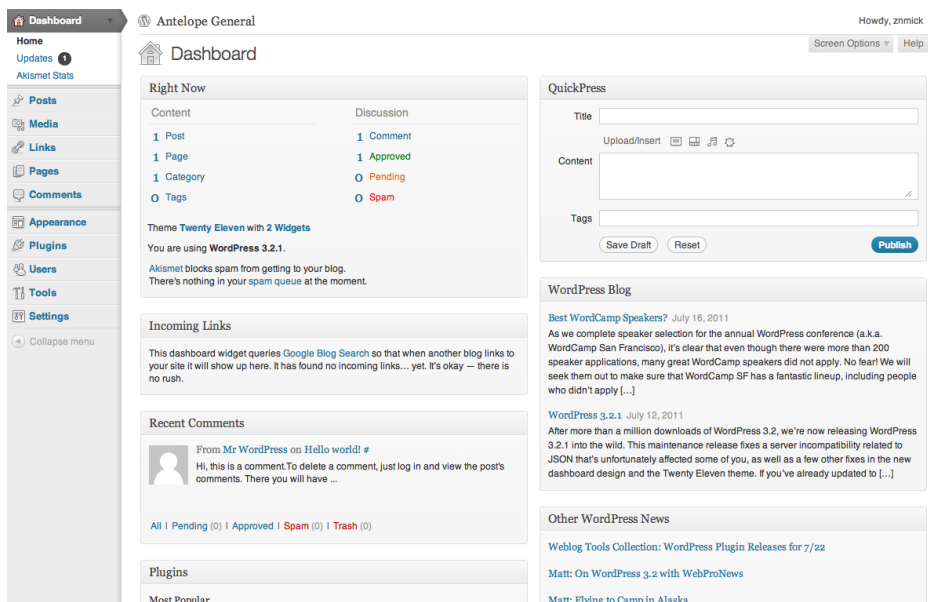 Dashboard
Home
Updates 1
Akismet Stats
Posts
Media
Links
Pages
Comments
Appearance
Plugins
Users
Tools
Settings
Collapse menu
Antelope General
Howdy, znmick
Screen Options
Help
Dashboard
Right Now
Content
Discussion
1 Post
1 Comment
1 Page
1 Approved
1 Category
0 Pending
0 Tags
0 Spam
Theme Twenty Eleven with 2 Widgets
You are using WordPress 3.2.1.
Akismet blocks spam from getting to your blog.
There's nothing in your spam queue at the moment.
Incoming Links
This dashboard widget queries Google Blog Search so that when another blog links to
your site it will show up here. It has found no incoming links… yet. It's okay — there is
no rush.
Recent Comments
From Mr WordPress on Hello world! #
Hi, this is a comment.To delete a comment, just log in and view the post's
comments. There you will have ...
All | Pending (0) | Approved | Spam (0) | Trash (0)
Plugins
Most Popular
QuickPress
Title
Upload/Insert
Content
Tags
Save Draft
Reset
Publish
WordPress Blog
Best WordCamp Speakers? July 16, 2011
As we complete speaker selection for the annual WordPress conference (a.k.a.
WordCamp San Francisco), it's clear that even though there were more than 200
speaker applications, many great WordCamp speakers did not apply. No fear! We will
seek them out to make sure that WordCamp SF has a fantastic lineup, including people
who didn't apply […]
WordPress 3.2.1 July 12, 2011
After more than a million downloads of WordPress 3.2, we're now releasing WordPress
3.2.1 into the wild. This maintenance release fixes a server incompatibility related to
JSON that's unfortunately affected some of you, as well as a few other fixes in the new
dashboard design and the Twenty Eleven theme. If you've already updated to […]
Other WordPress News
Weblog Tools Collection: WordPress Plugin Releases for 7/22
Matt: On WordPress 3.2 with WebProNews
Matt: Flying to Camp in Alaska